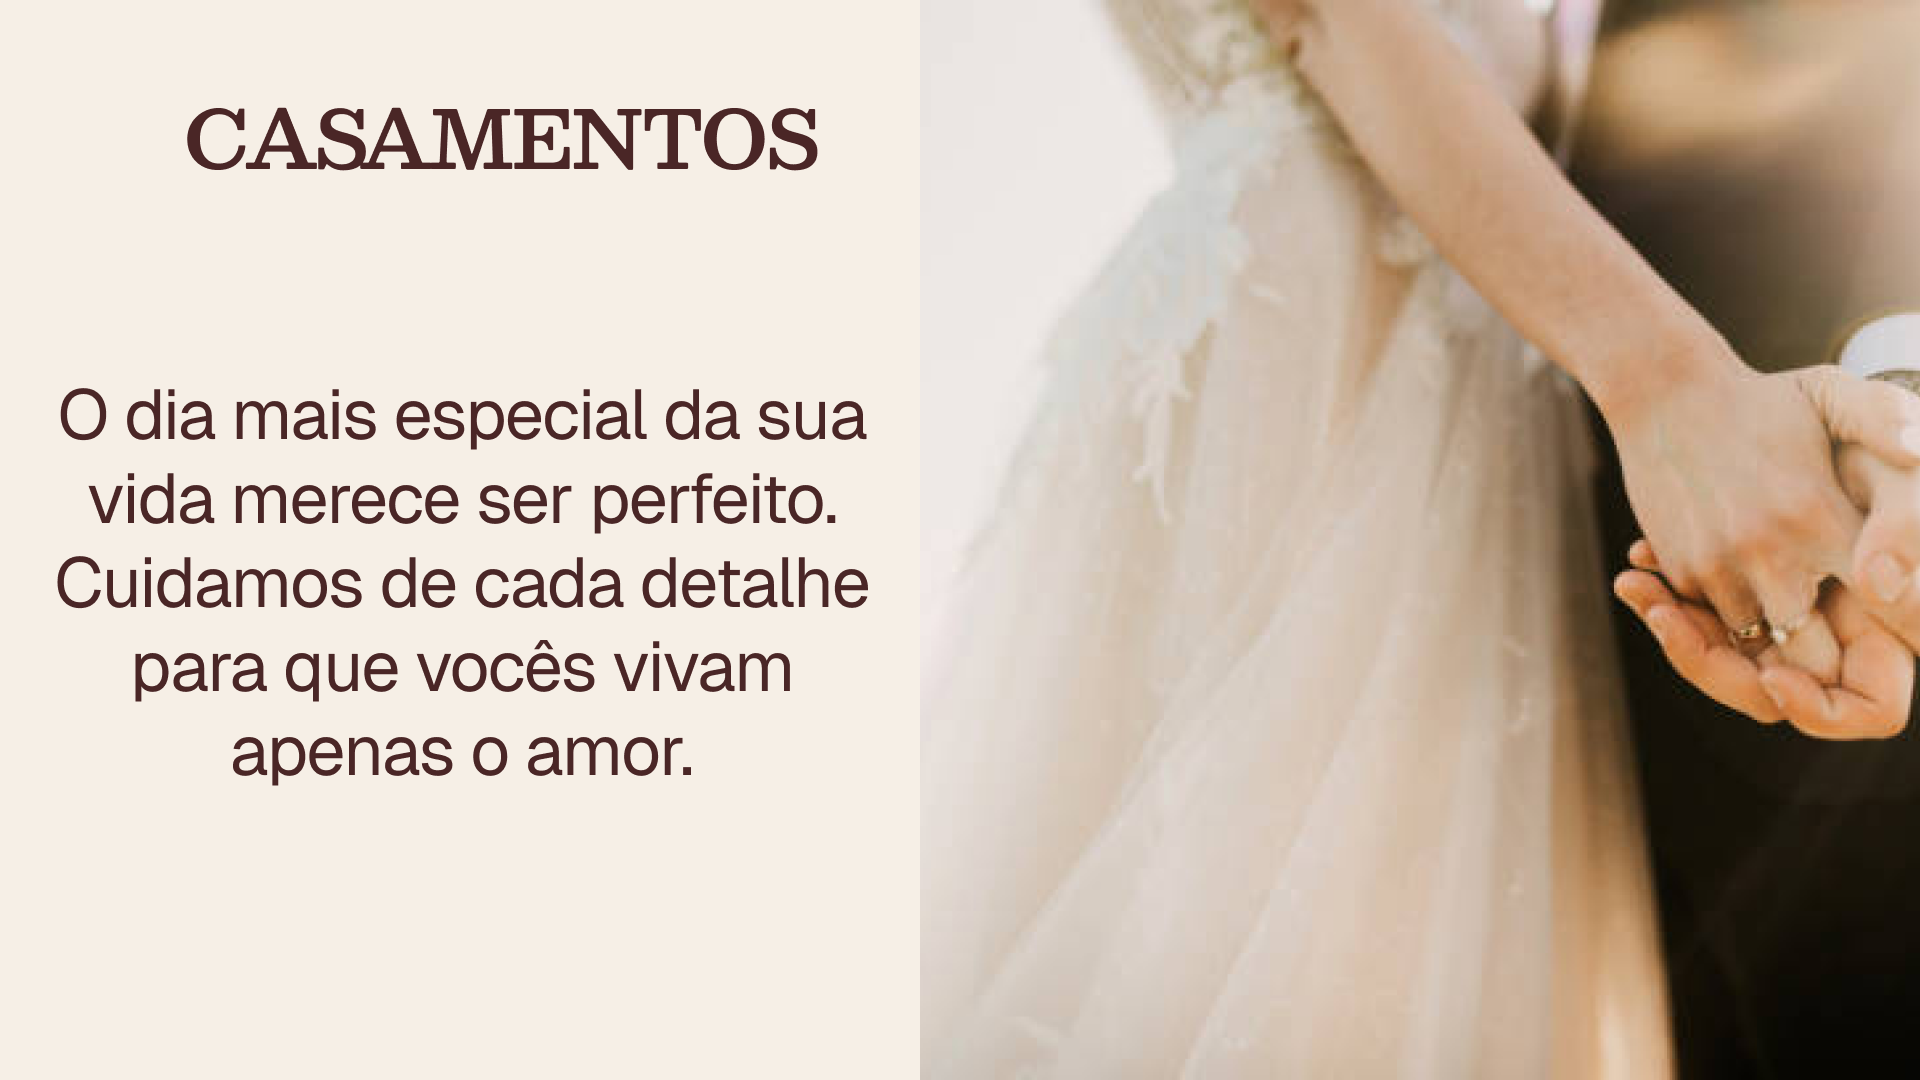 CASAMENTOS
O dia mais especial da sua
vida merece ser perfeito.
Cuidamos de cada detalhe
para que vocês vivam
apenas o amor.